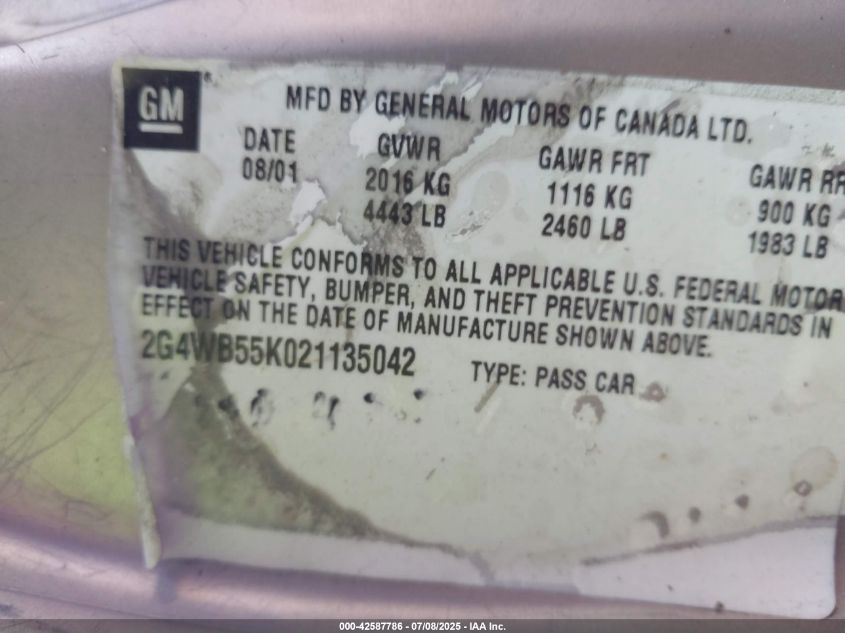 GM
MFD BY GENERAL MOTORS OF CANADA LTD.
DATE GVWR GAWR FRT GAWR RR
08/01 2016 KG 1116 KG 900 KG
4443 LB 2460 LB 1983 LB
THIS VEHICLE CONFORMS TO ALL APPLICABLE U.S. FEDERAL MOTOR
VEHICLE SAFETY, BUMPER, AND THEFT PREVENTION STANDARDS IN
EFFECT ON THE DATE OF MANUFACTURE SHOWN ABOVE.
2G4WB55K021135042 TYPE: PASS CAR
000-42587786 - 07/08/2025 - IAA Inc.